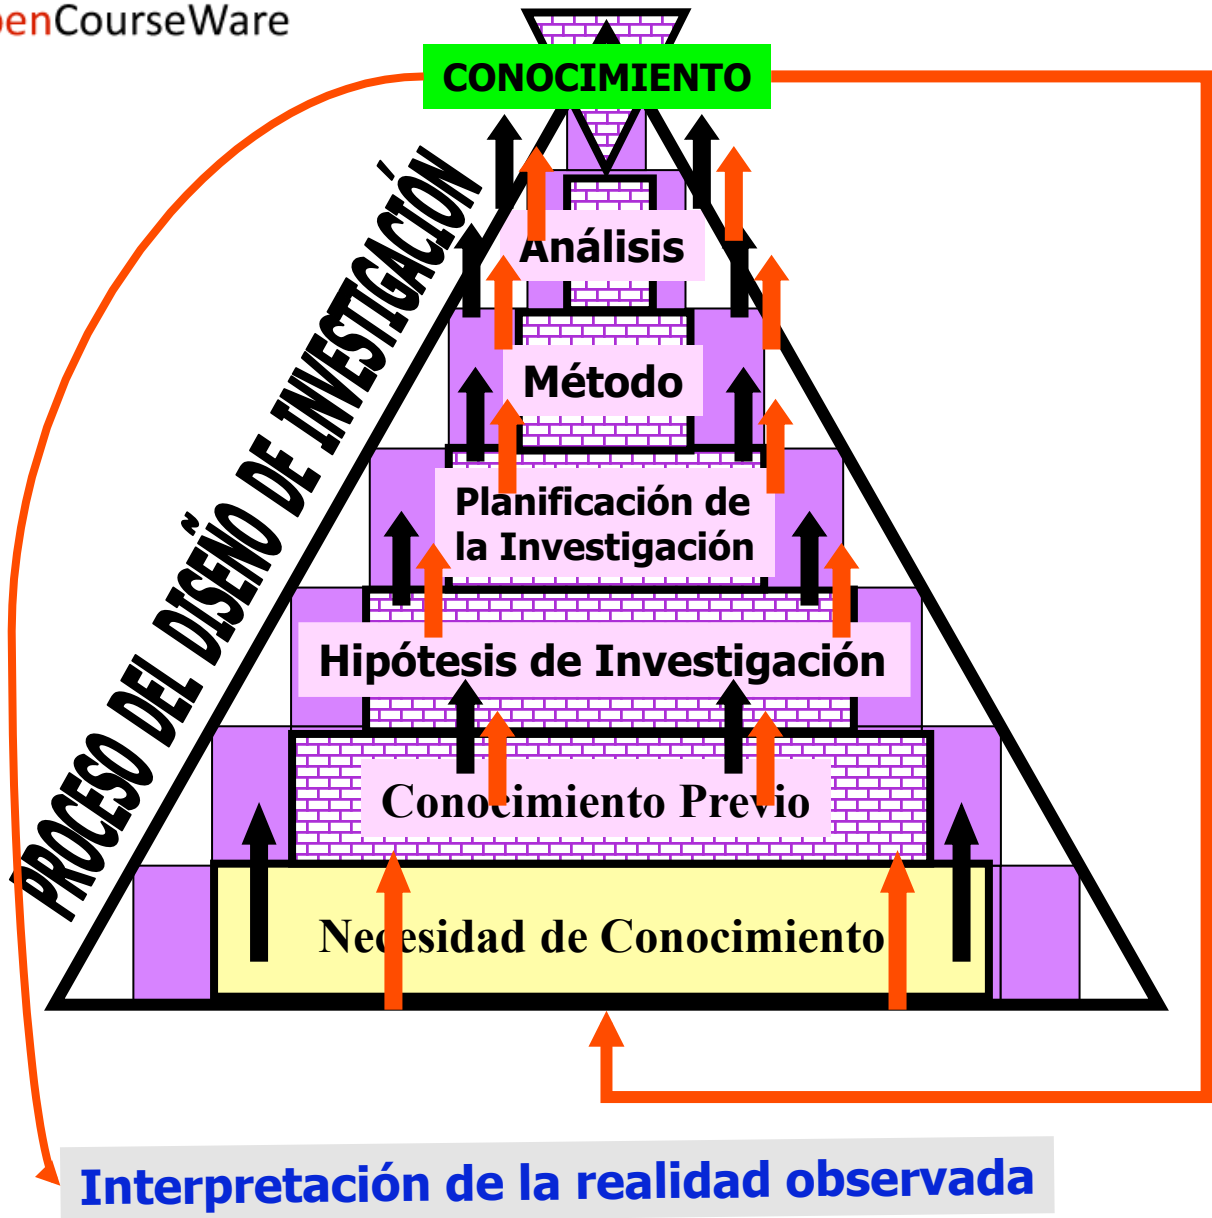 penCourseWare
CONOCIMIENTO
PROCESO DEL DISEÑO DE INVESTIGACIÓN
Análisis
Método
Planificación de
la Investigación
Hipótesis de Investigación
Conocimiento Previo
Necesidad de Conocimiento
Interpretación de la realidad observada